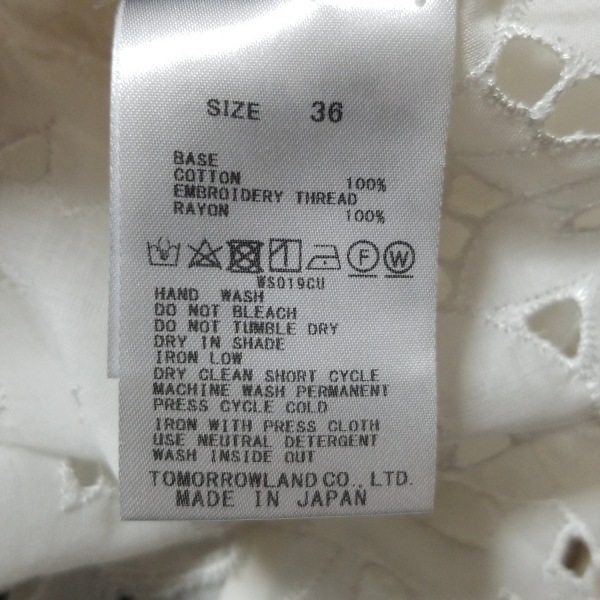 SIZE 36
BASE
COTTON 100%
EMBROIDERY THREAD
RAYON 100%
F W
WS019CU
HAND WASH
DO NOT BLEACH
DO NOT TUMBLE DRY
DRY IN SHADE
IRON LOW
DRY CLEAN SHORT CYCLE
MACHINE WASH PERMANENT
PRESS CYCLE COLD
IRON WITH PRESS CLOTH
USE NEUTRAL DETERGENT
WASH INSIDE OUT
TOMORROWLAND CO., LTD.
MADE IN JAPAN